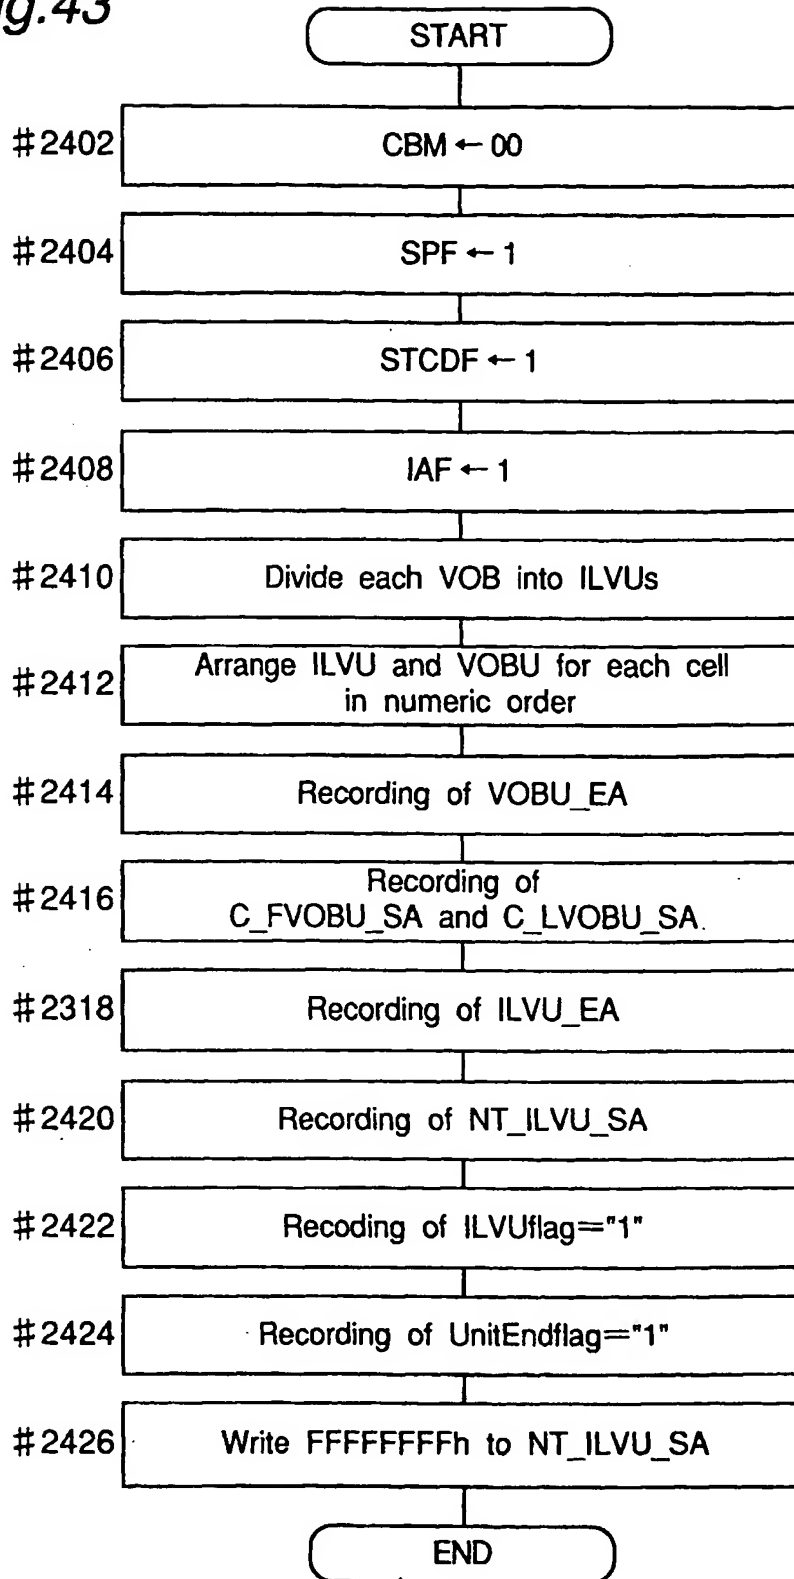 ig.43
START
#2402 CBM ← 00
#2404 SPF ← 1
#2406 STCDF ← 1
#2408 IAF ← 1
#2410 Divide each VOB into ILVUs
#2412 Arrange ILVU and VOBU for each cell
in numeric order
#2414 Recording of VOBU_EA
#2416 Recording of
C_FVOBU_SA and C_LVOBU_SA.
#2318 Recording of ILVU_EA
#2420 Recording of NT_ILVU_SA
#2422 Recoding of ILVUflag=="1"
#2424 Recording of UnitEndflag=="1"
#2426 Write FFFFFFFFh to NT_ILVU_SA
END